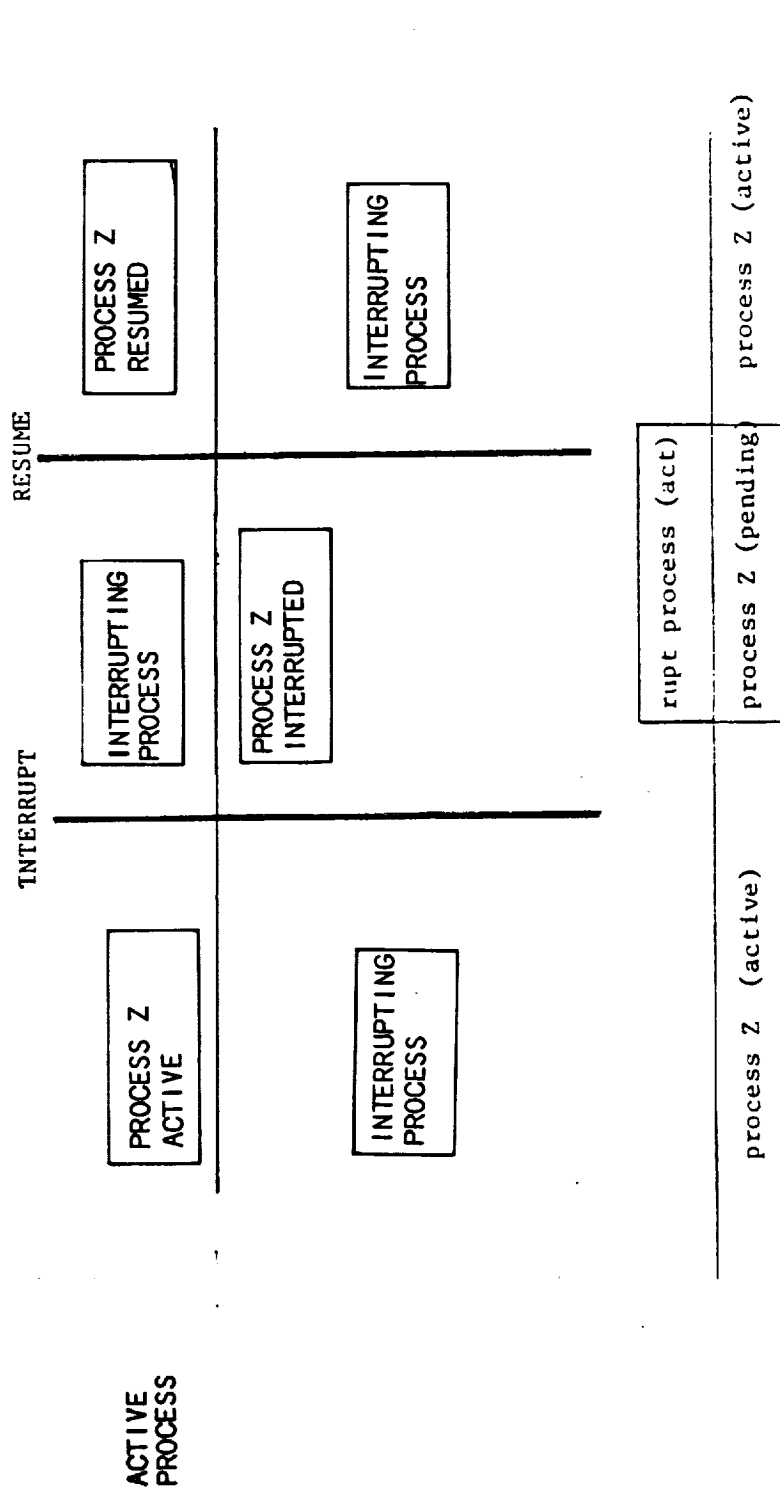 INTERRUPT
RESUME
ACTIVE
PROCESS
PROCESS Z
ACTIVE
INTERRUPTING
PROCESS
PROCESS Z
RESUMED
PROCESS Z
INTERRUPTED
INTERRUPTING
PROCESS
INTERRUPTING
PROCESS
rupt process (act)
process Z (active)
process Z (pending)
process Z (active)